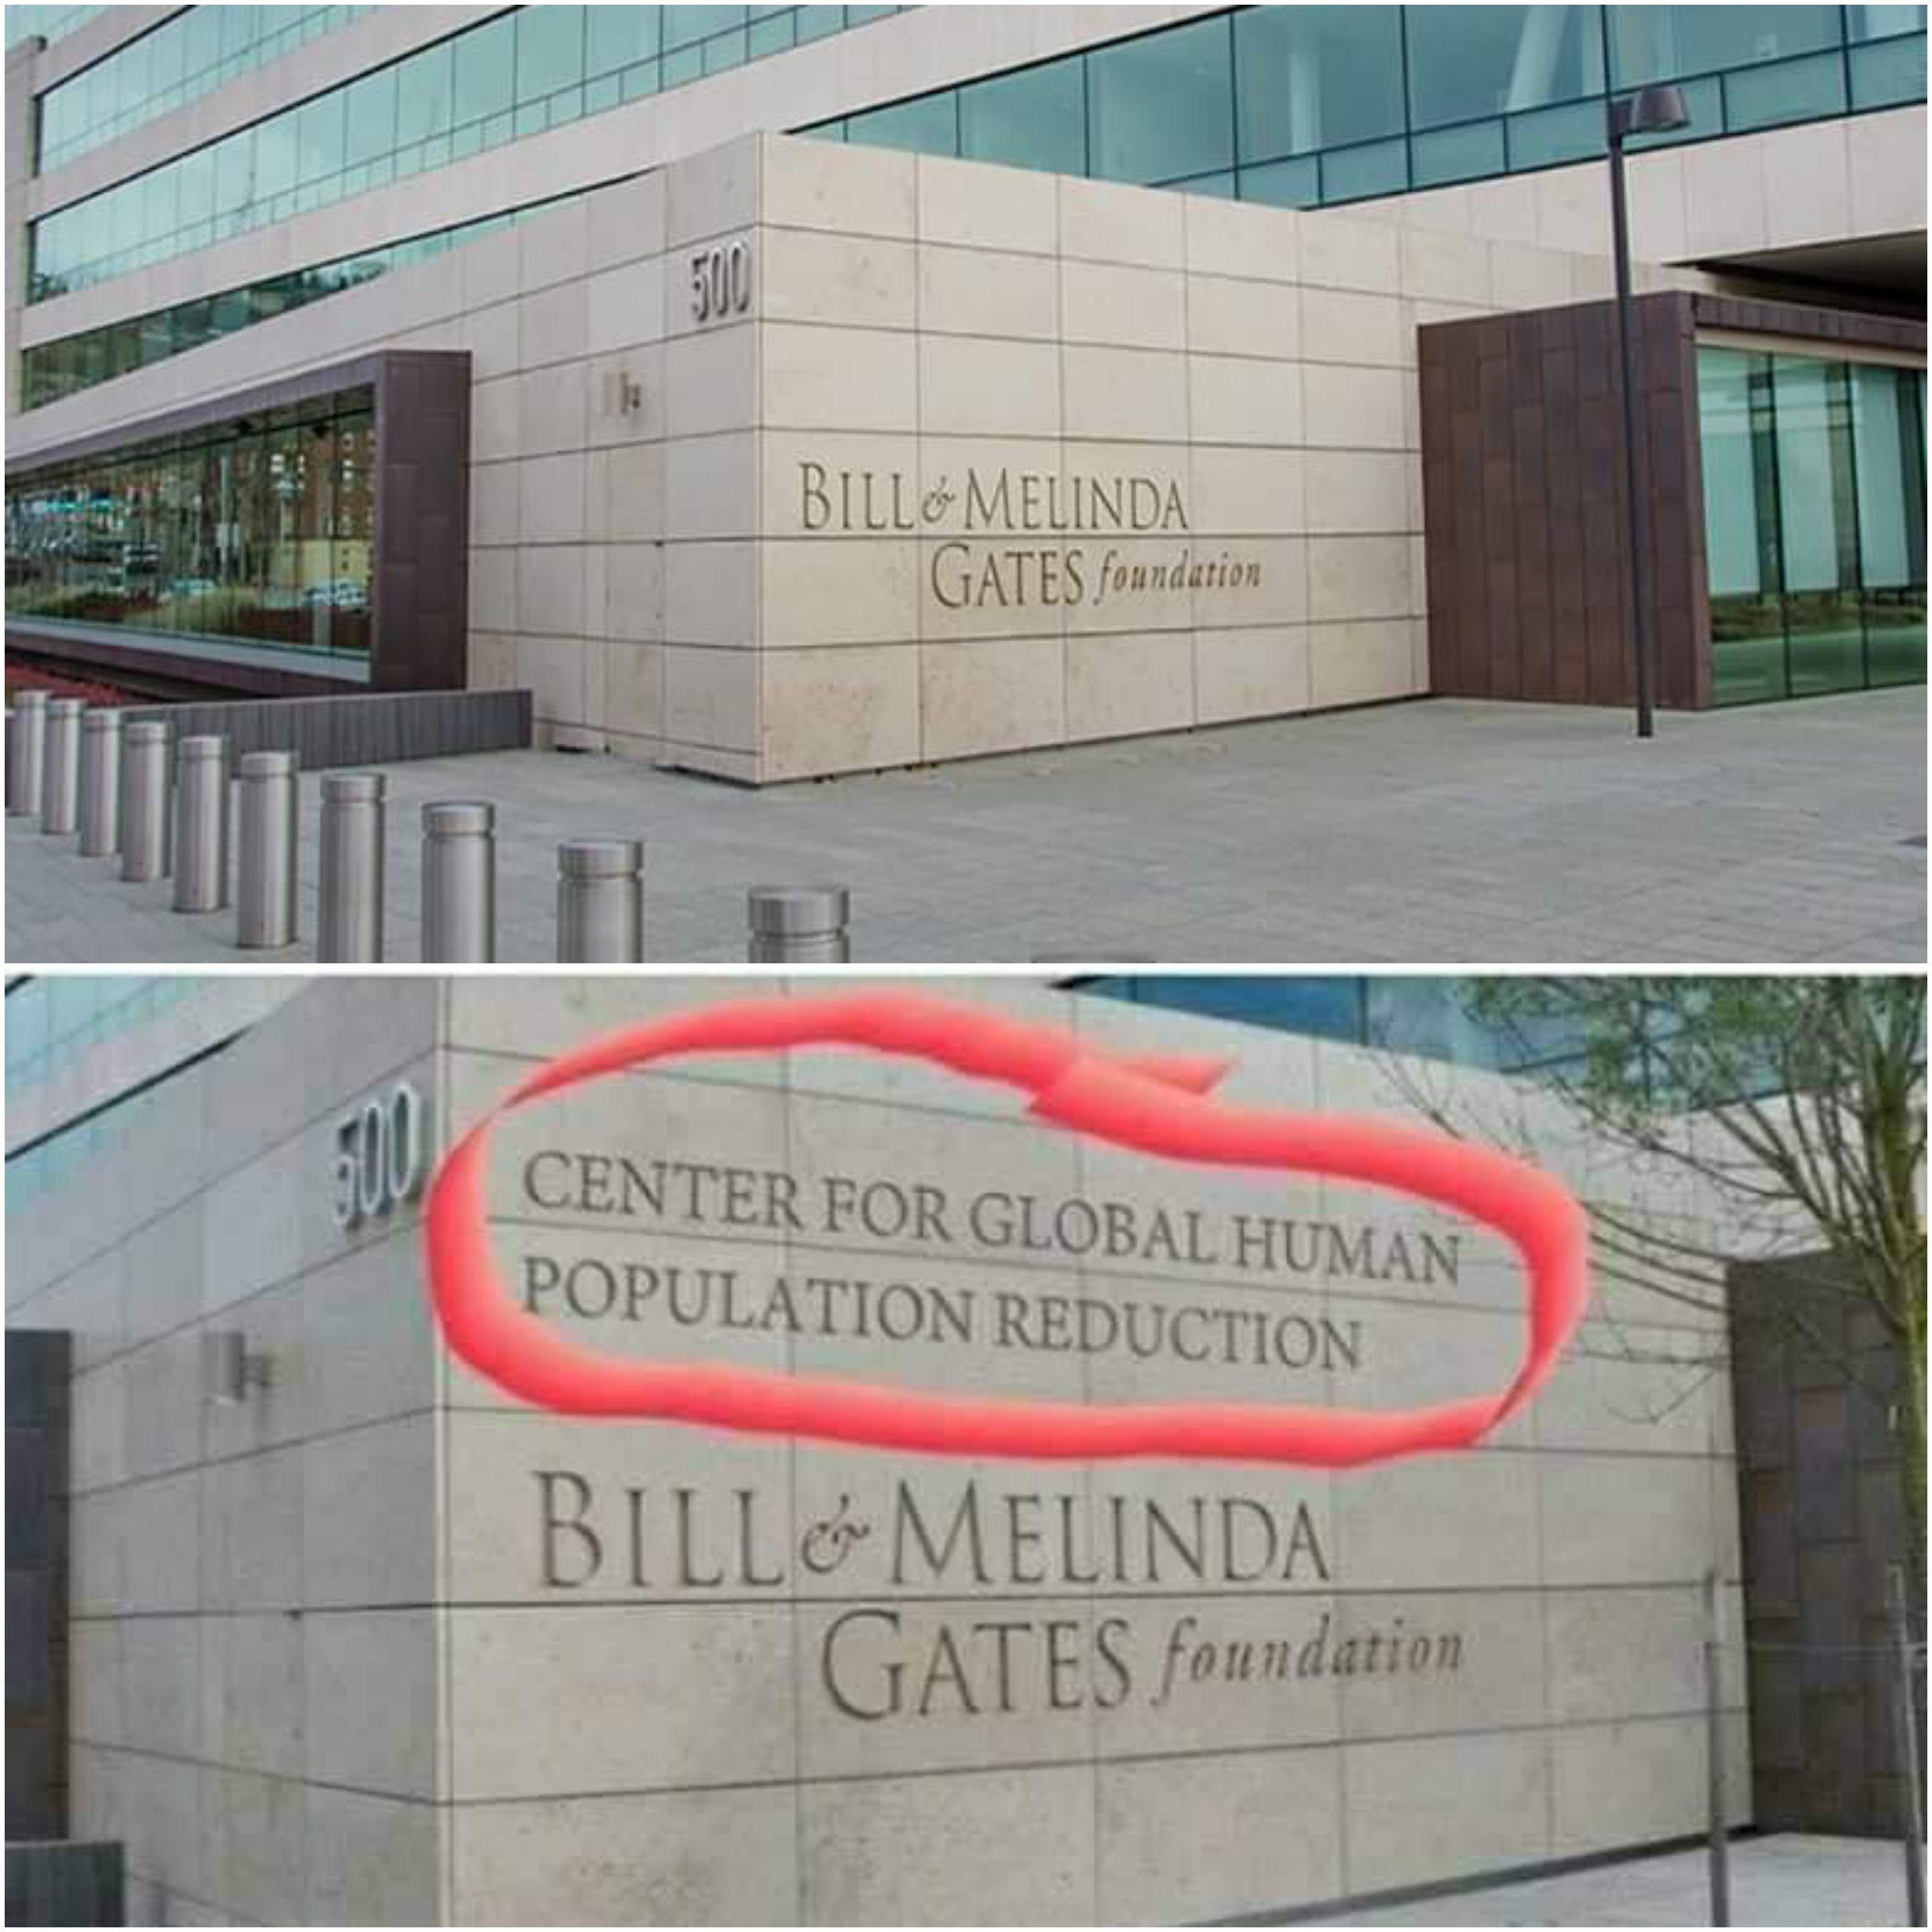 500
BILL & MELINDA
GATES foundation
500
CENTER FOR GLOBAL HUMAN
POPULATION REDUCTION
BILL & MELINDA
GATES foundation